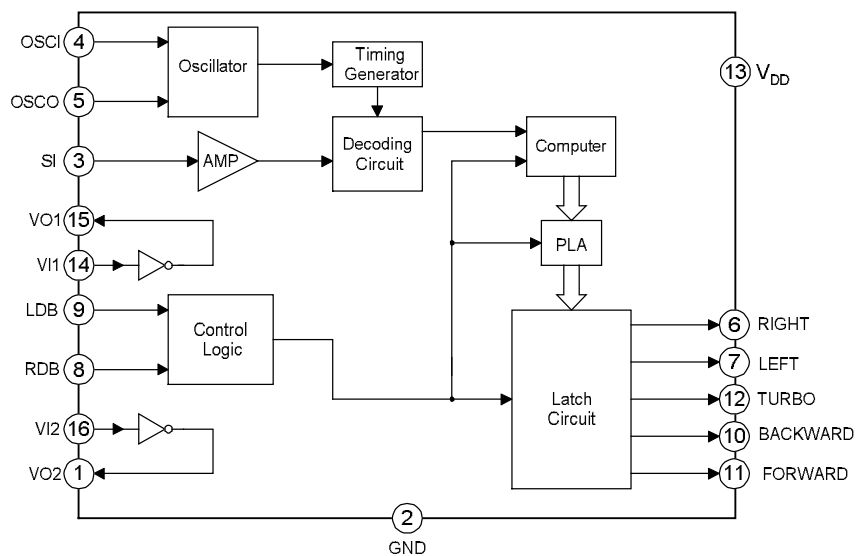 OSCI 4
OSCO 5
SI 3
VO1 15
VI1 14
LDB 9
RDB 8
VI2 16
VO2 1
Oscillator
Timing
Generator
AMP
Decoding
Circuit
Computer
PLA
Control
Logic
Latch
Circuit
13 VDD
6 RIGHT
7 LEFT
12 TURBO
10 BACKWARD
11 FORWARD
2
GND